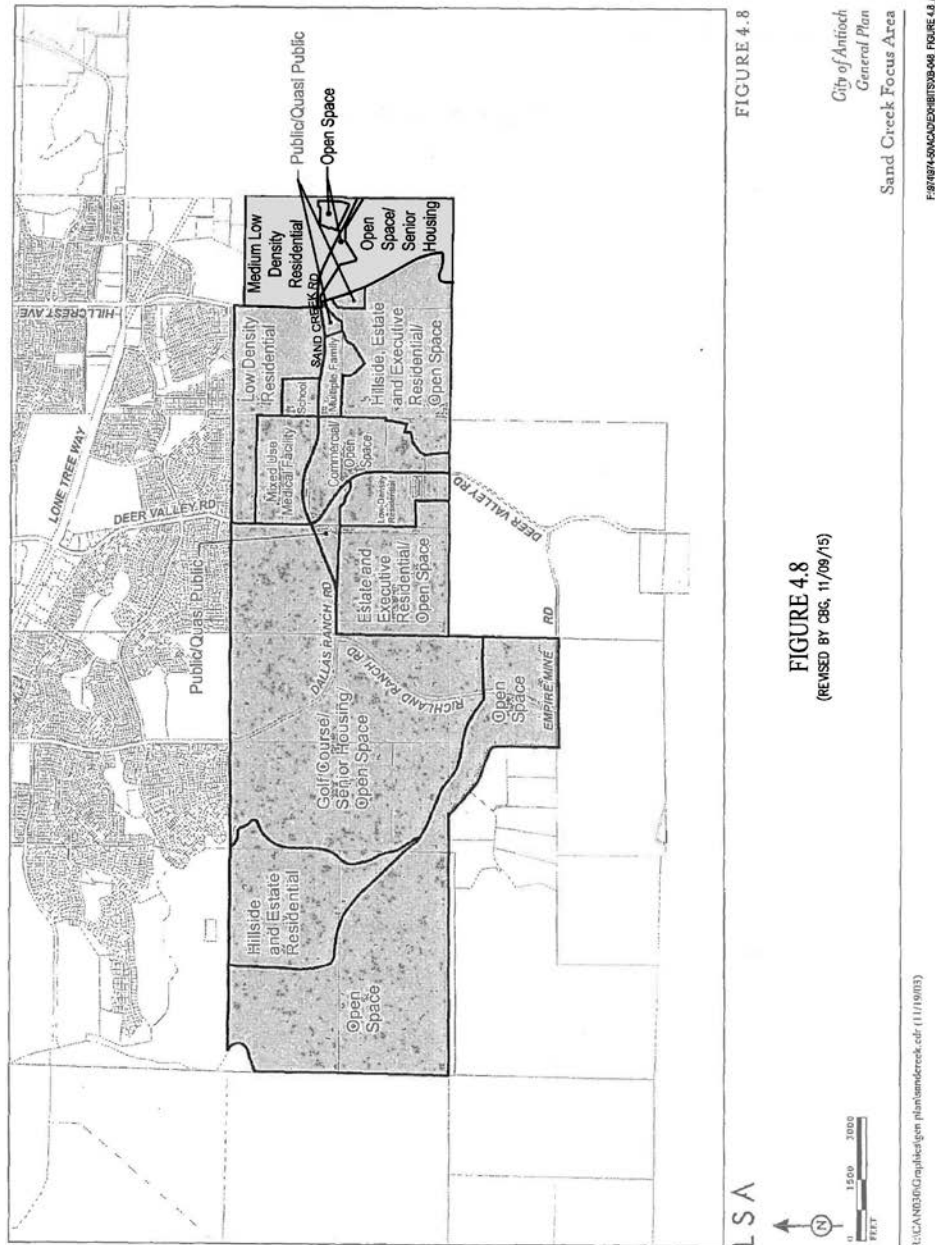 HILLCREST AVE
LONE TREE WAY
DEER VALLEY RD
Public/Quasi Public
Public/Quasi Public
Open Space
Medium Low
Density
Residential
Open
Space/
Senior
Housing
SAND CREEK RD
Low Density
Residential
School
Multiple Family
Hillside, Estate
and Executive
Residential/
Open Space
Mixed Use
Medical Facility
Commercial/
Open
Space
Low Density
Residential
Estate and
Executive
Residential/
Open Space
DEER VALLEY RD
DALLAS RANCH RD
RICHLAND RANCH RD
Golf Course/
Senior Housing
Open Space
Open
Space
EMPIRE MINE RD
Hillside
and Estate
Residential
Open
Space
LSA
FIGURE 4.8
N
0 1500 3000
FEET
FIGURE 4.8
(REVISED BY CBG, 11/09/15)
City of Antioch
General Plan
Sand Creek Focus Area